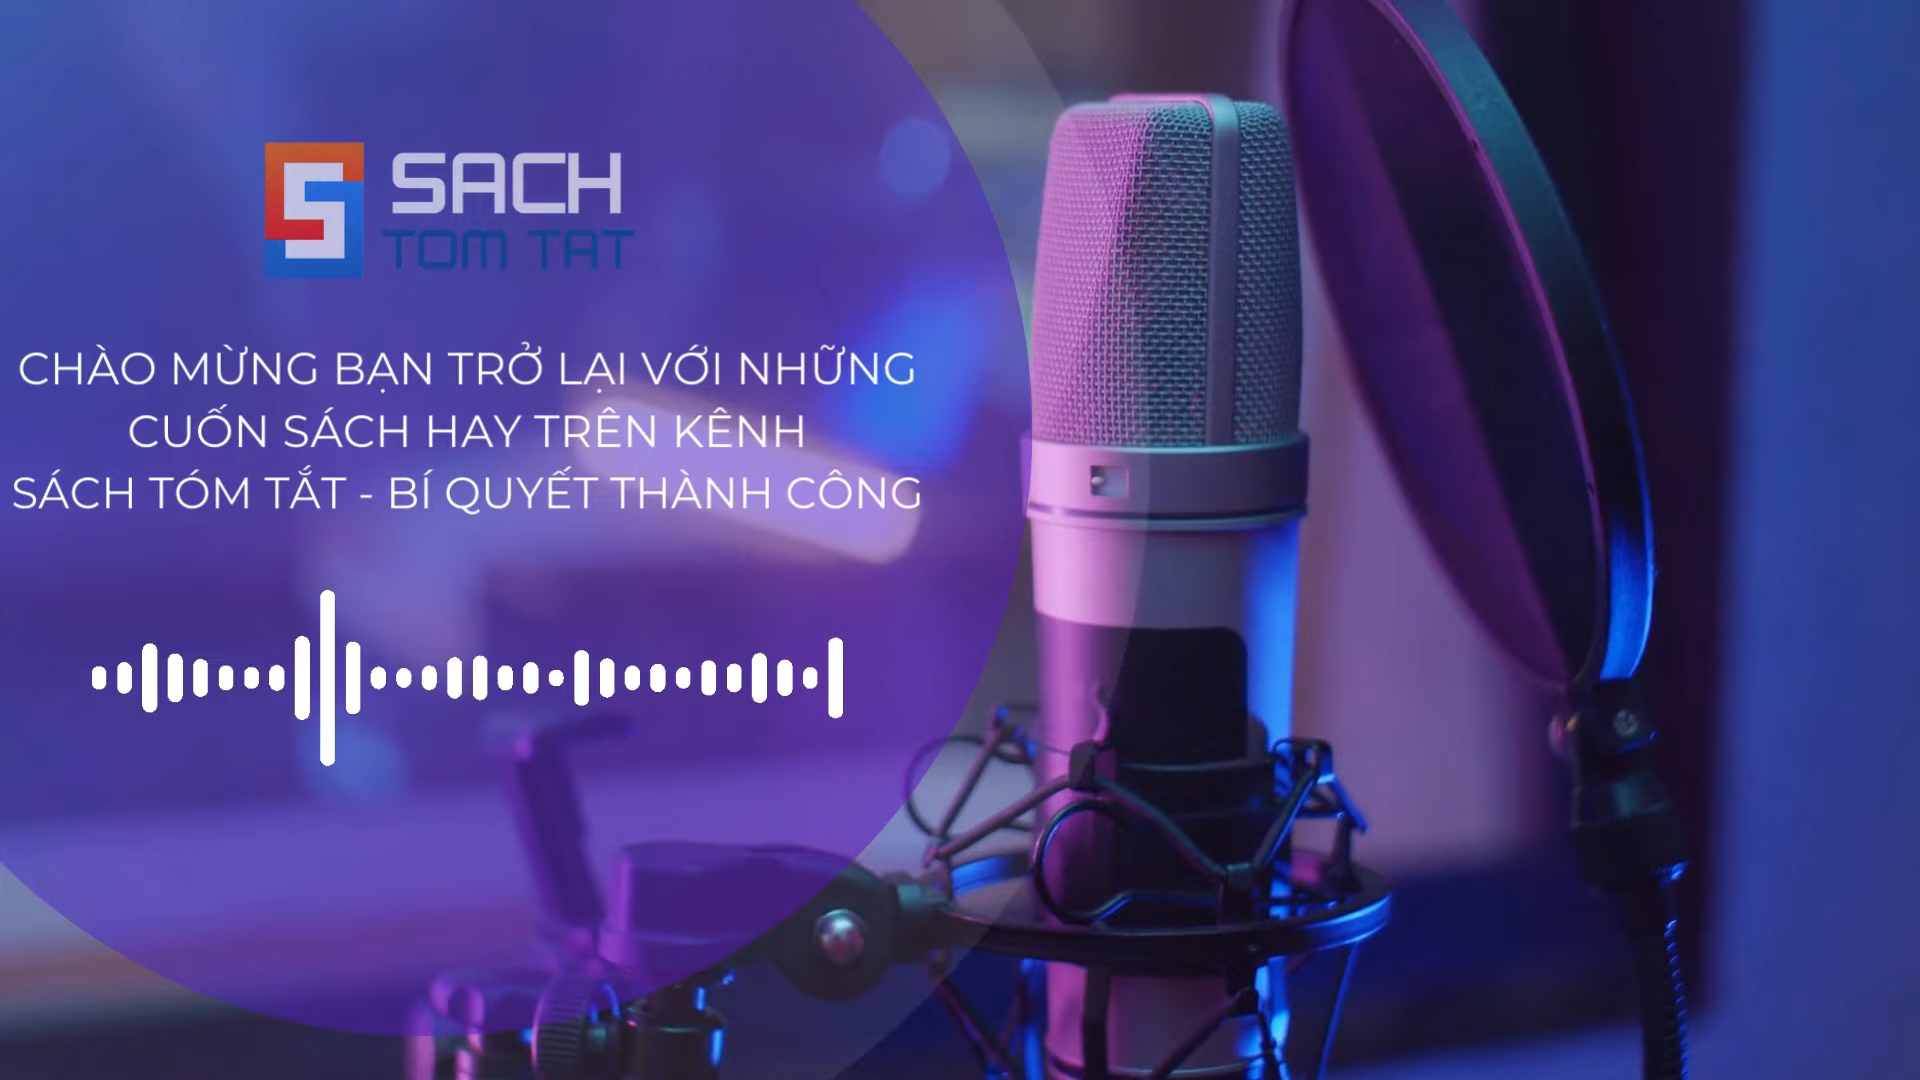 SACH
TOM TAT
CHÀO MỪNG BẠN TRỞ LẠI VỚI NHỮNG
CUỐN SÁCH HAY TRÊN KÊNH
SÁCH TÓM TẮT - BÍ QUYẾT THÀNH CÔNG